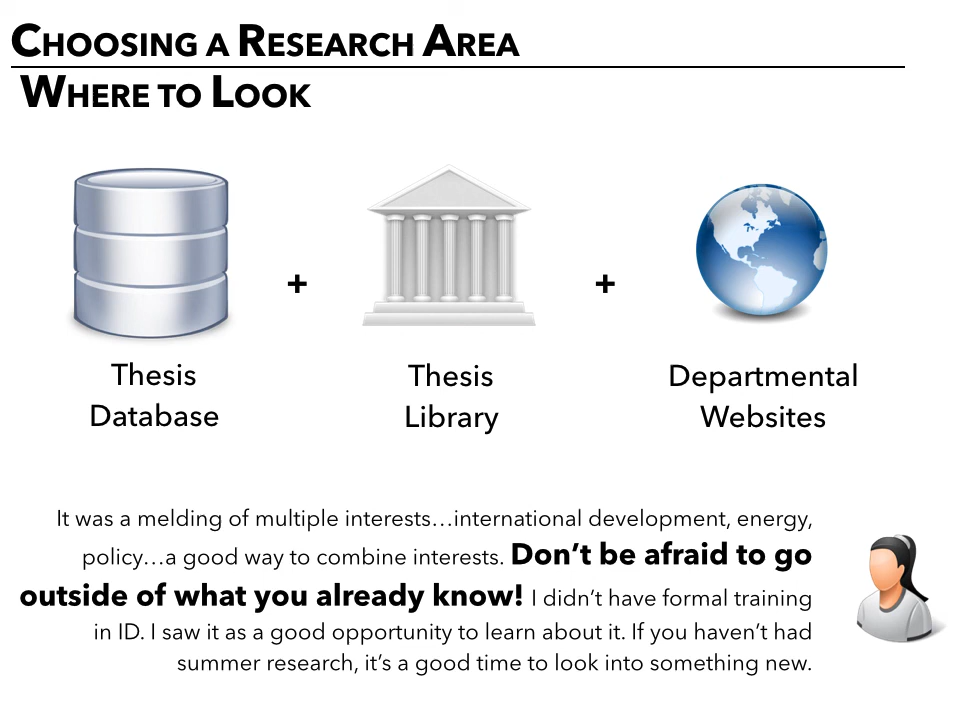 CHOOSING A RESEARCH AREA
WHERE TO LOOK
+
+
Thesis
Database
Thesis
Library
Departmental
Websites
It was a melding of multiple interests…international development, energy,
policy…a good way to combine interests. Don’t be afraid to go
outside of what you already know! I didn’t have formal training
in ID. I saw it as a good opportunity to learn about it. If you haven’t had
summer research, it’s a good time to look into something new.